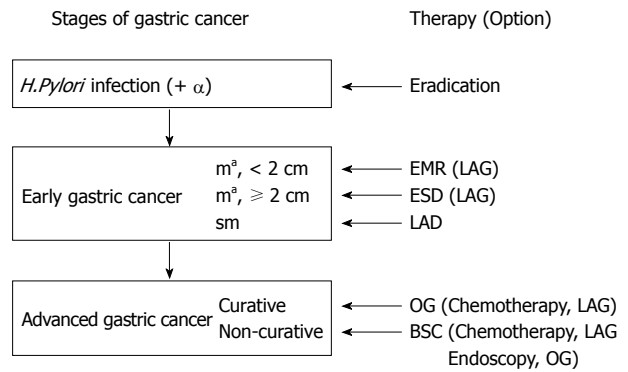 Stages of gastric cancer Therapy (Option)
H.Pylori infection (+ α) Eradication
mᵃ, < 2 cm EMR (LAG)
Early gastric cancer mᵃ, ⩾ 2 cm ESD (LAG)
sm LAD
Curative OG (Chemotherapy, LAG)
Advanced gastric cancer Non-curative BSC (Chemotherapy, LAG
Endoscopy, OG)